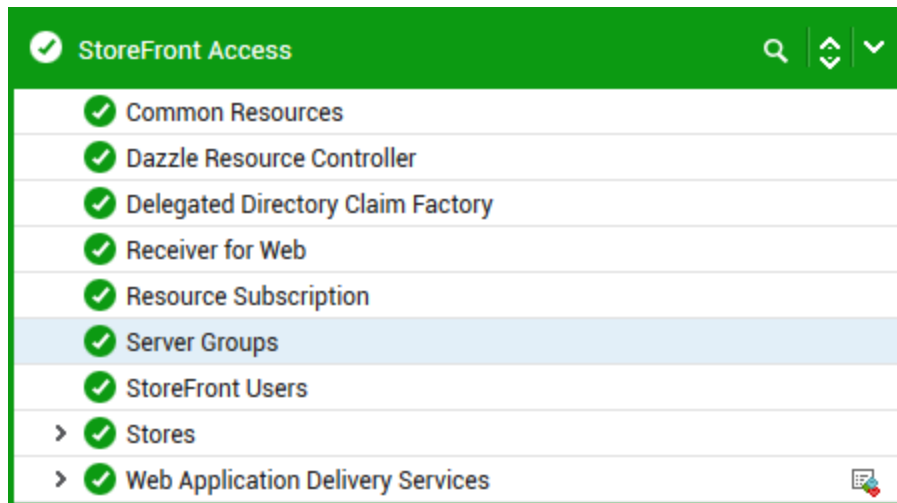 StoreFront Access
Common Resources
Dazzle Resource Controller
Delegated Directory Claim Factory
Receiver for Web
Resource Subscription
Server Groups
StoreFront Users
Stores
Web Application Delivery Services